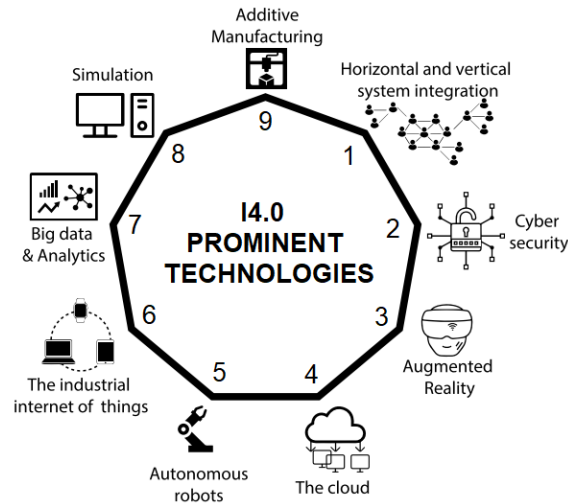 Additive
Manufacturing
9
Horizontal and vertical
system integration
1
Cyber
security
2
Augmented
Reality
3
The cloud
4
Autonomous
robots
5
The industrial
internet of things
6
Big data
& Analytics
7
Simulation
8
I4.0
PROMINENT
TECHNOLOGIES